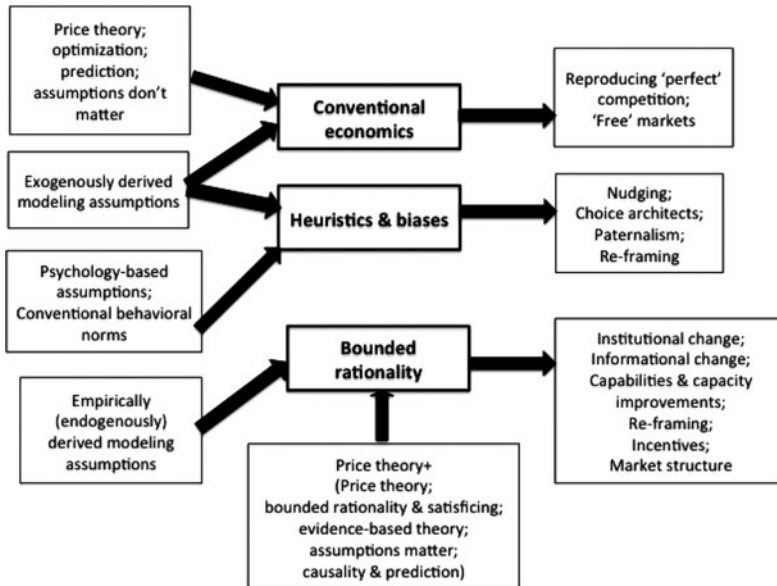 Price theory;
optimization;
prediction;
assumptions don't
matter
Conventional
economics
Reproducing 'perfect'
competition;
'Free' markets
Exogenously derived
modeling assumptions
Heuristics & biases
Nudging;
Choice architects;
Paternalism;
Re-framing
Psychology-based
assumptions;
Conventional behavioral
norms
Bounded
rationality
Institutional change;
Informational change;
Capabilities & capacity
improvements;
Re-framing;
Incentives;
Market structure
Empirically
(endogenously)
derived modeling
assumptions
Price theory+
(Price theory;
bounded rationality & satisficing;
evidence-based theory;
assumptions matter;
causality & prediction)